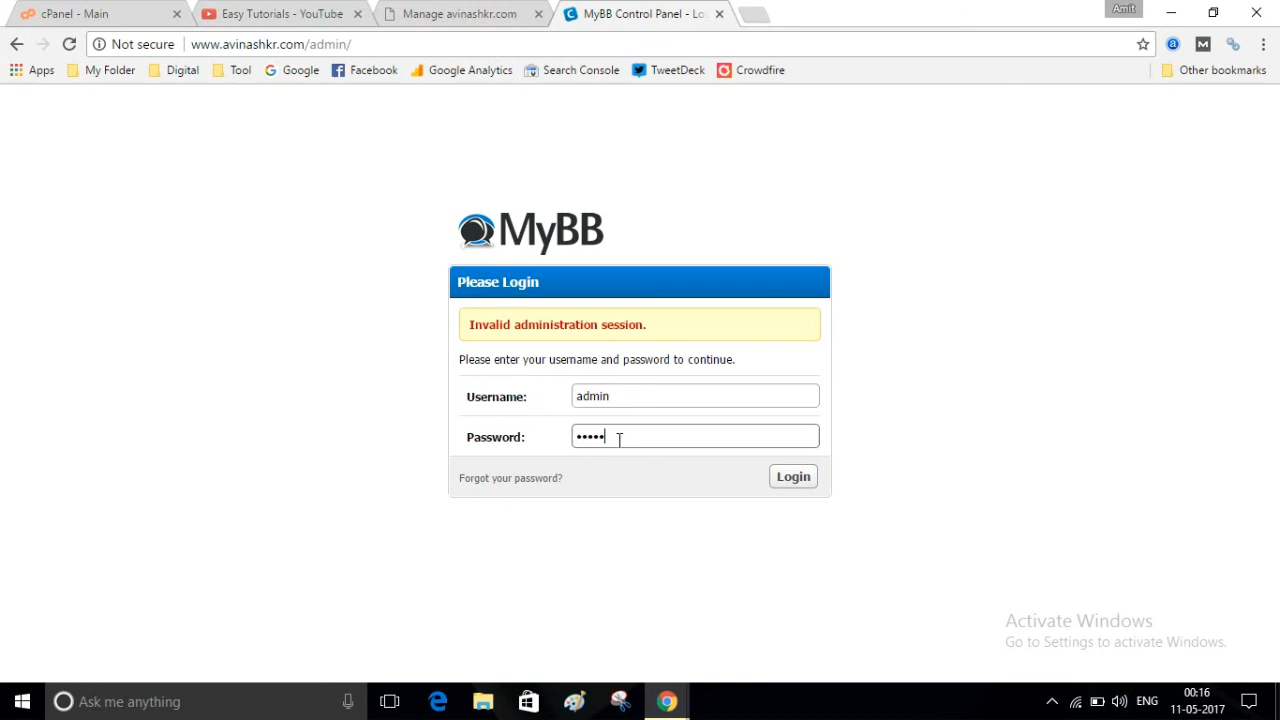 cPanel - Main
Easy Tutorials - YouTube
Manage avinashkr.com
MyBB Control Panel - Lo
Amit
Not secure
www.avinashkr.com/admin/
Apps
My Folder
Digital
Tool
Google
Facebook
Google Analytics
Search Console
TweetDeck
Crowdfire
Other bookmarks
MyBB
Please Login
Invalid administration session.
Please enter your username and password to continue.
Username:
admin
Password:
•••••
Forgot your password?
Login
Activate Windows
Go to Settings to activate Windows.
Ask me anything
ENG
00:16
11-05-2017